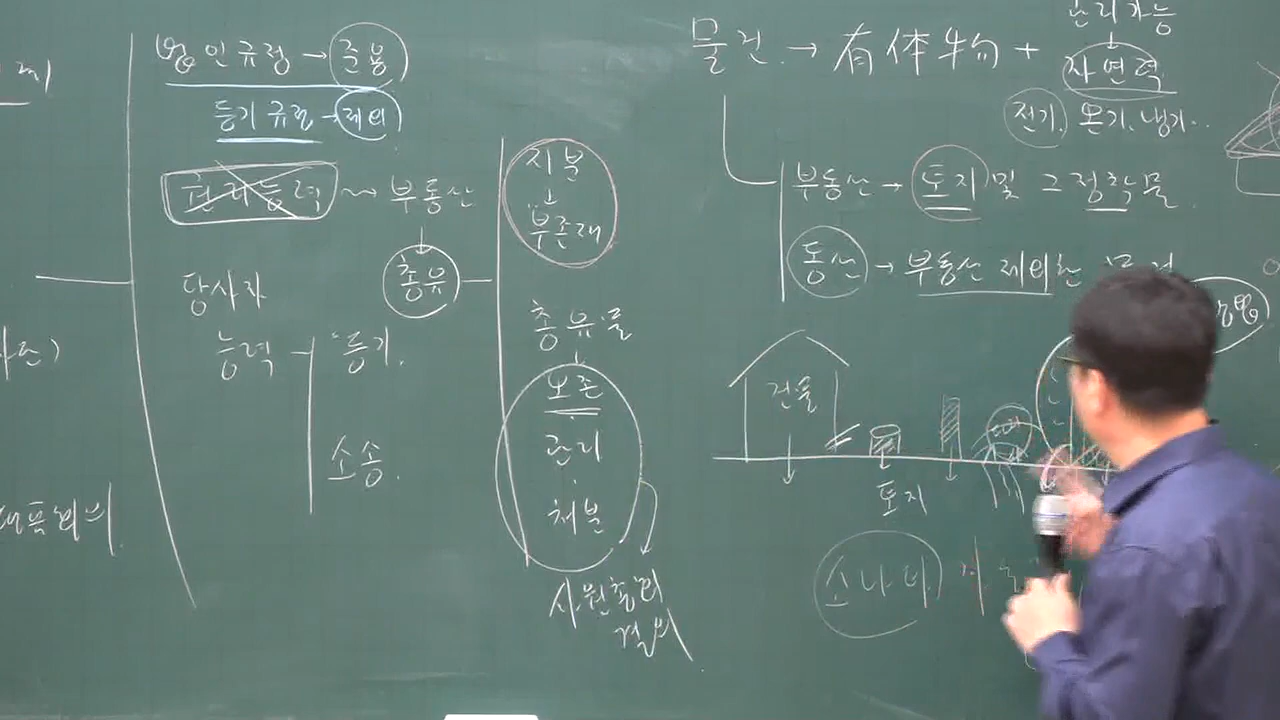 법인규정 → 준용
등기규정 → 제외
권리능력 ~> 부동산
↓
총유
당사자
능력
"등기.
소송.
지분
↓
"부존재
총유물
↓
보존
관리
처분
사원총회
결의
물건. → 有体物 +
관리가능
↓
자연력
전기. 온기. 냉기..
부동산 → 토지 및 그 정착물.
동산 → 부동산 제외한
건물
토지
소나무